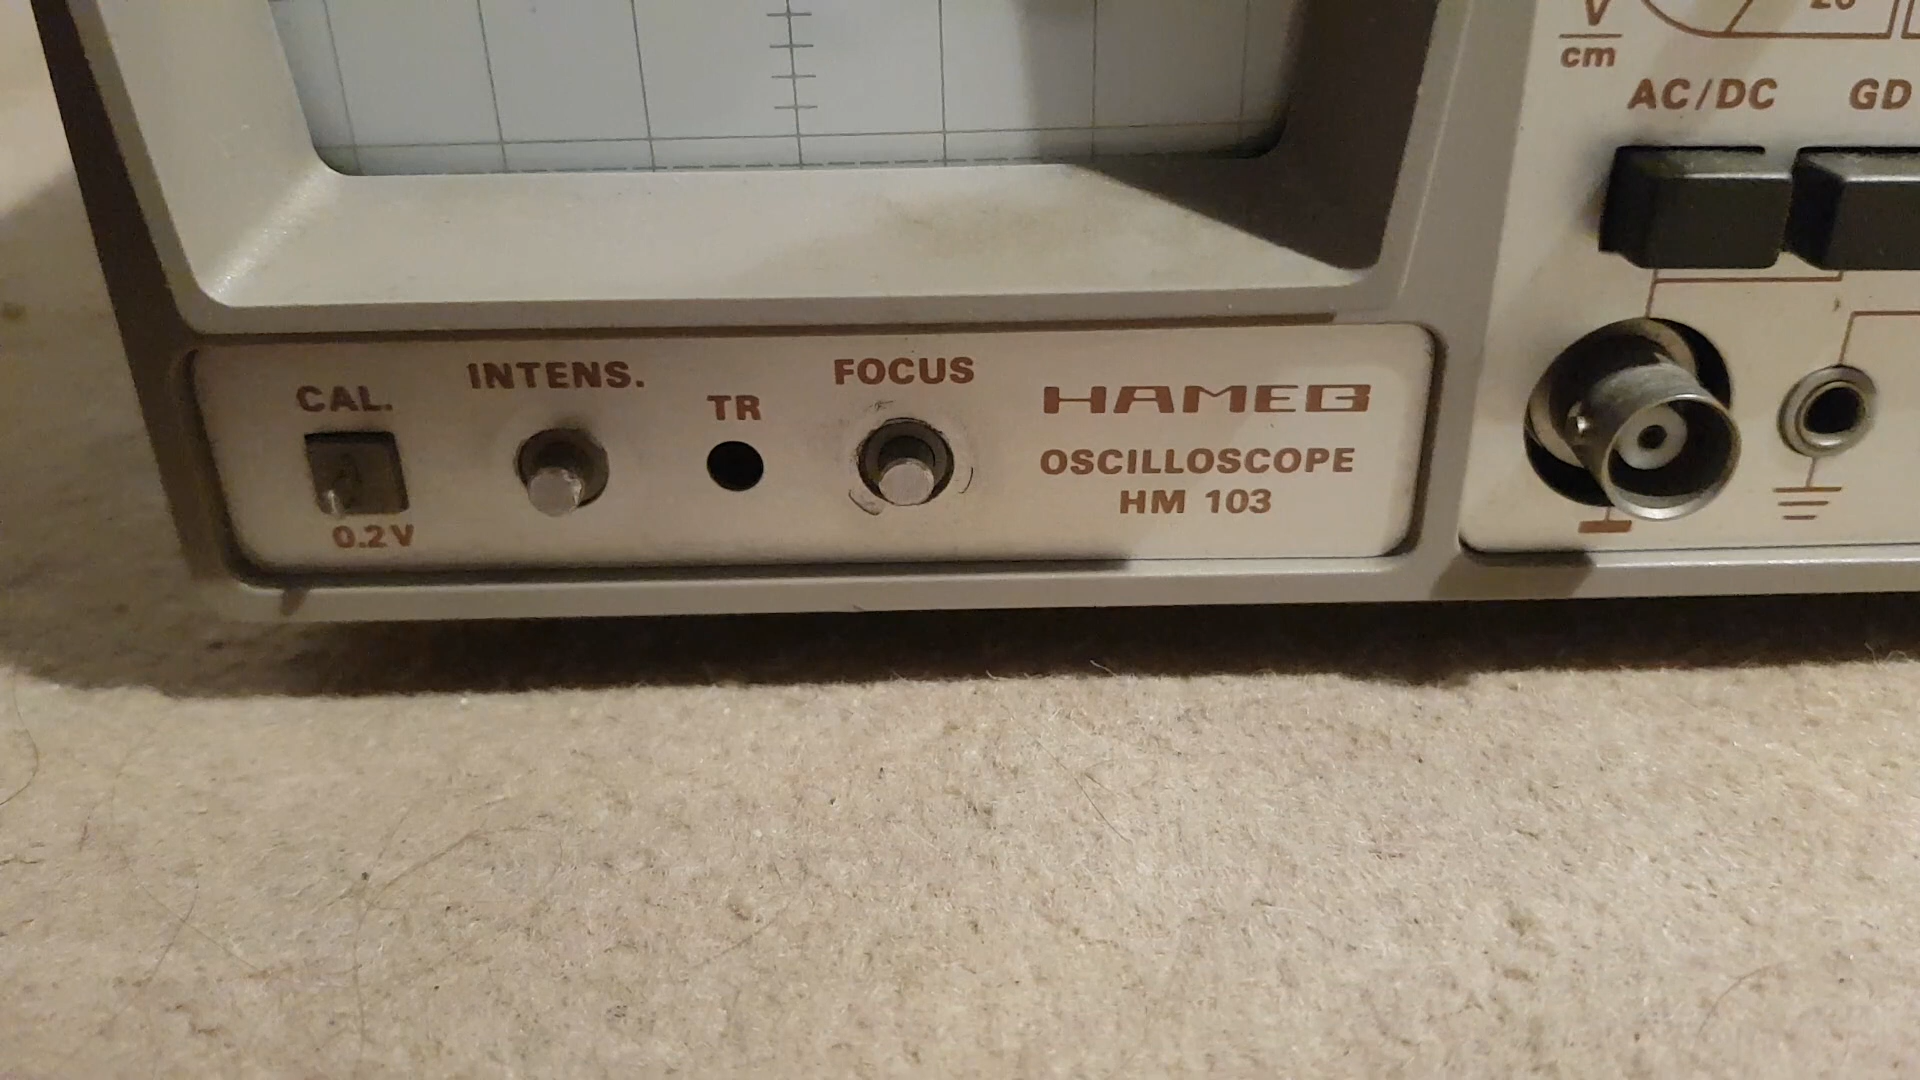 V
cm
AC/DC GD
CAL.
INTENS.
TR
FOCUS
HAMEG
OSCILLOSCOPE
HM 103
0.2V